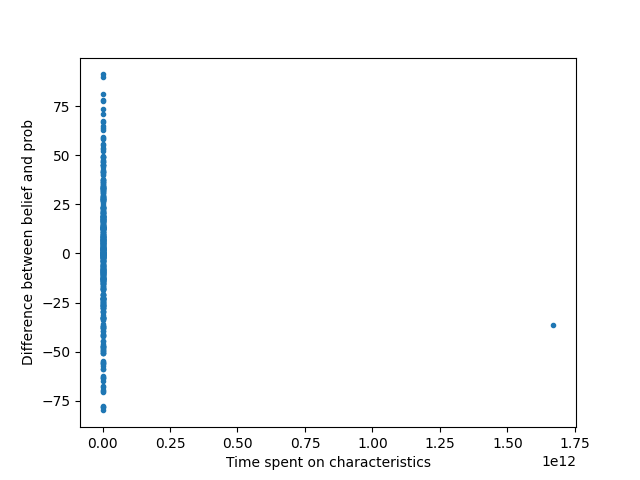 75
50
25
0
−25
−50
−75
Difference between belief and prob
0.00 0.25 0.50 0.75 1.00 1.25 1.50 1.75
1e12
Time spent on characteristics